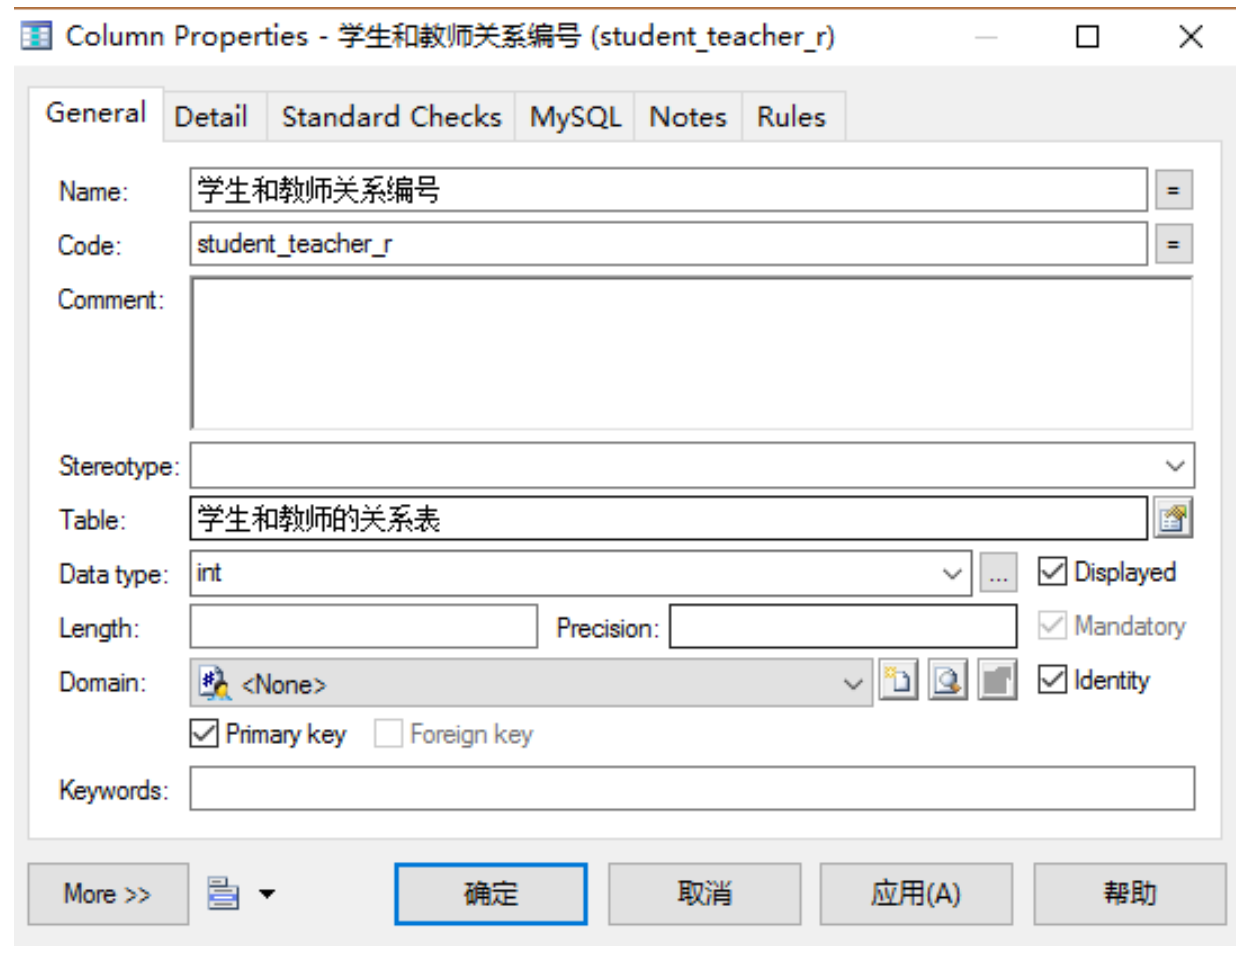 Column Properties - 学生和教师关系编号 (student_teacher_r)
General Detail Standard Checks MySQL Notes Rules
Name: 学生和教师关系编号 =
Code: student_teacher_r =
Comment:
Stereotype:
Table: 学生和教师的关系表
Data type: int ... Displayed
Length: Precision: Mandatory
Domain: <None> Identity
Primary key Foreign key
Keywords:
More >> 确定 取消 应用(A) 帮助